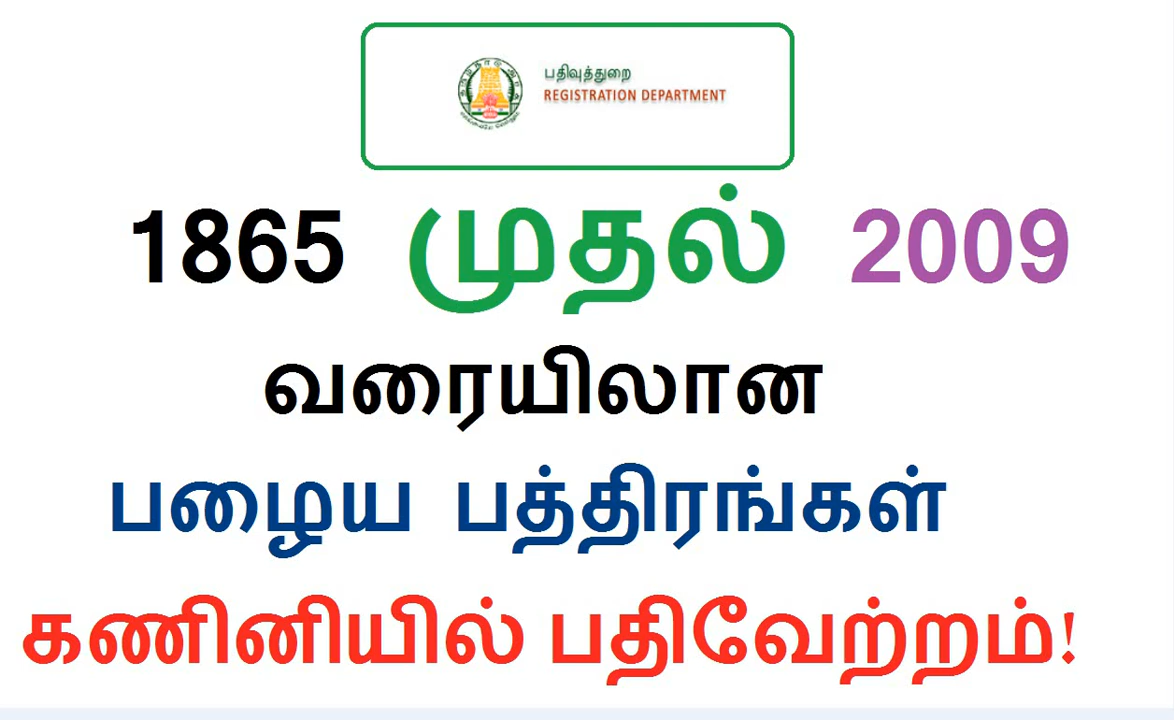 பதிவுத்துறை
REGISTRATION DEPARTMENT
1865 முதல் 2009
வரையிலான
பழைய பத்திரங்கள்
கணினியில் பதிவேற்றம்!